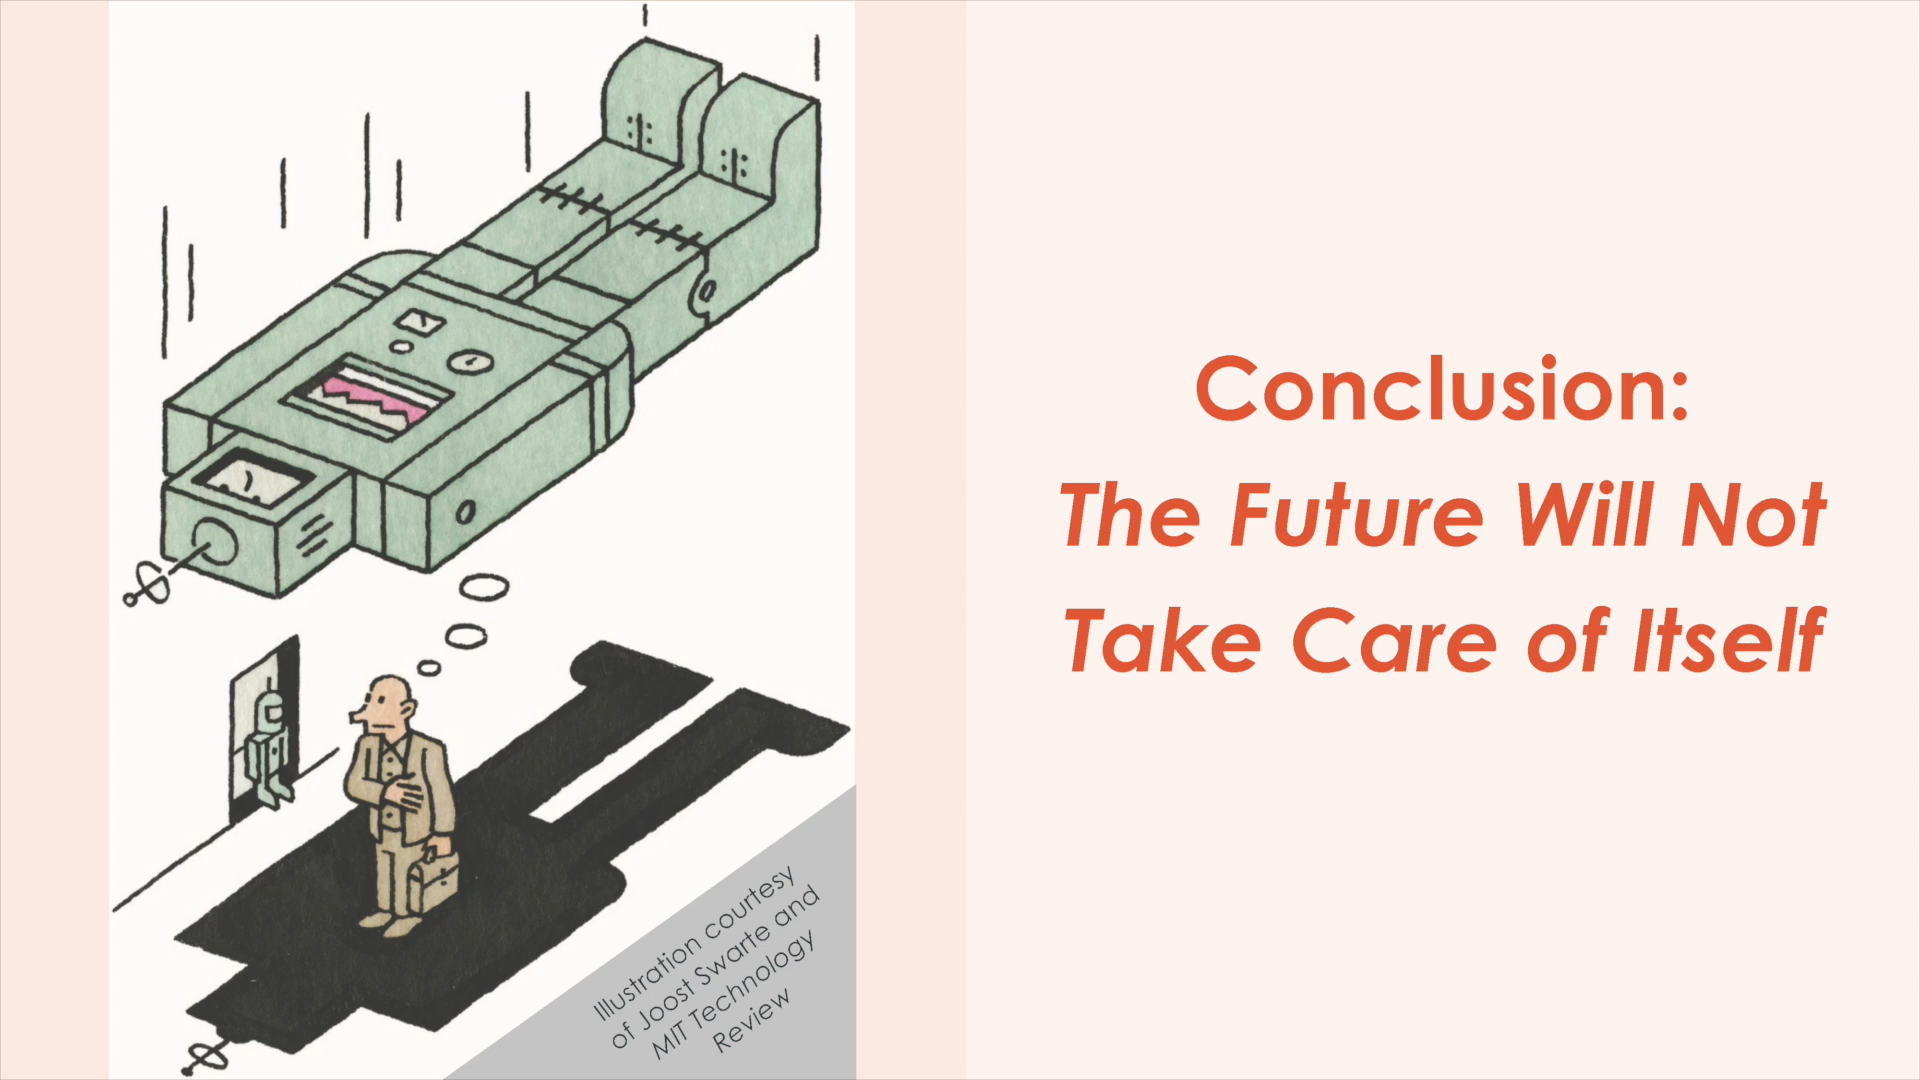 Conclusion:
The Future Will Not
Take Care of Itself
Illustration courtesy
of Joost Swarte and
MIT Technology
Review